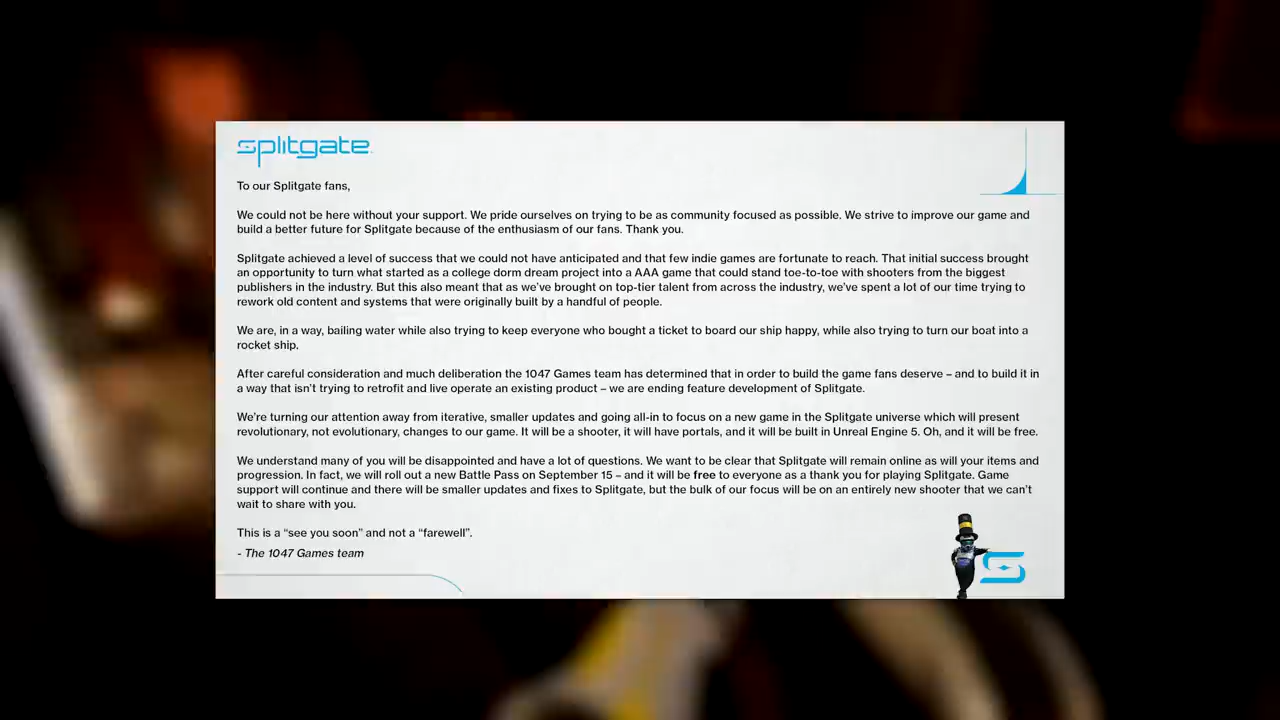 splitgate
To our Splitgate fans,
We could not be here without your support. We pride ourselves on trying to be as community focused as possible. We strive to improve our game and
build a better future for Splitgate because of the enthusiasm of our fans. Thank you.
Splitgate achieved a level of success that we could not have anticipated and that few indie games are fortunate to reach. That initial success brought
an opportunity to turn what started as a college dorm dream project into a AAA game that could stand toe-to-toe with shooters from the biggest
publishers in the industry. But this also meant that as we've brought on top-tier talent from across the industry, we've spent a lot of our time trying to
rework old content and systems that were originally built by a handful of people.
We are, in a way, bailing water while also trying to keep everyone who bought a ticket to board our ship happy, while also trying to turn our boat into a
rocket ship.
After careful consideration and much deliberation the 1047 Games team has determined that in order to build the game fans deserve – and to build it in
a way that isn't trying to retrofit and live operate an existing product – we are ending feature development of Splitgate.
We're turning our attention away from iterative, smaller updates and going all-in to focus on a new game in the Splitgate universe which will present
revolutionary, not evolutionary, changes to our game. It will be a shooter, it will have portals, and it will be built in Unreal Engine 5. Oh, and it will be free.
We understand many of you will be disappointed and have a lot of questions. We want to be clear that Splitgate will remain online as will your items and
progression. In fact, we will roll out a new Battle Pass on September 15 – and it will be free to everyone as a thank you for playing Splitgate. Game
support will continue and there will be smaller updates and fixes to Splitgate, but the bulk of our focus will be on an entirely new shooter that we can't
wait to share with you.
This is a “see you soon” and not a “farewell”.
- The 1047 Games team